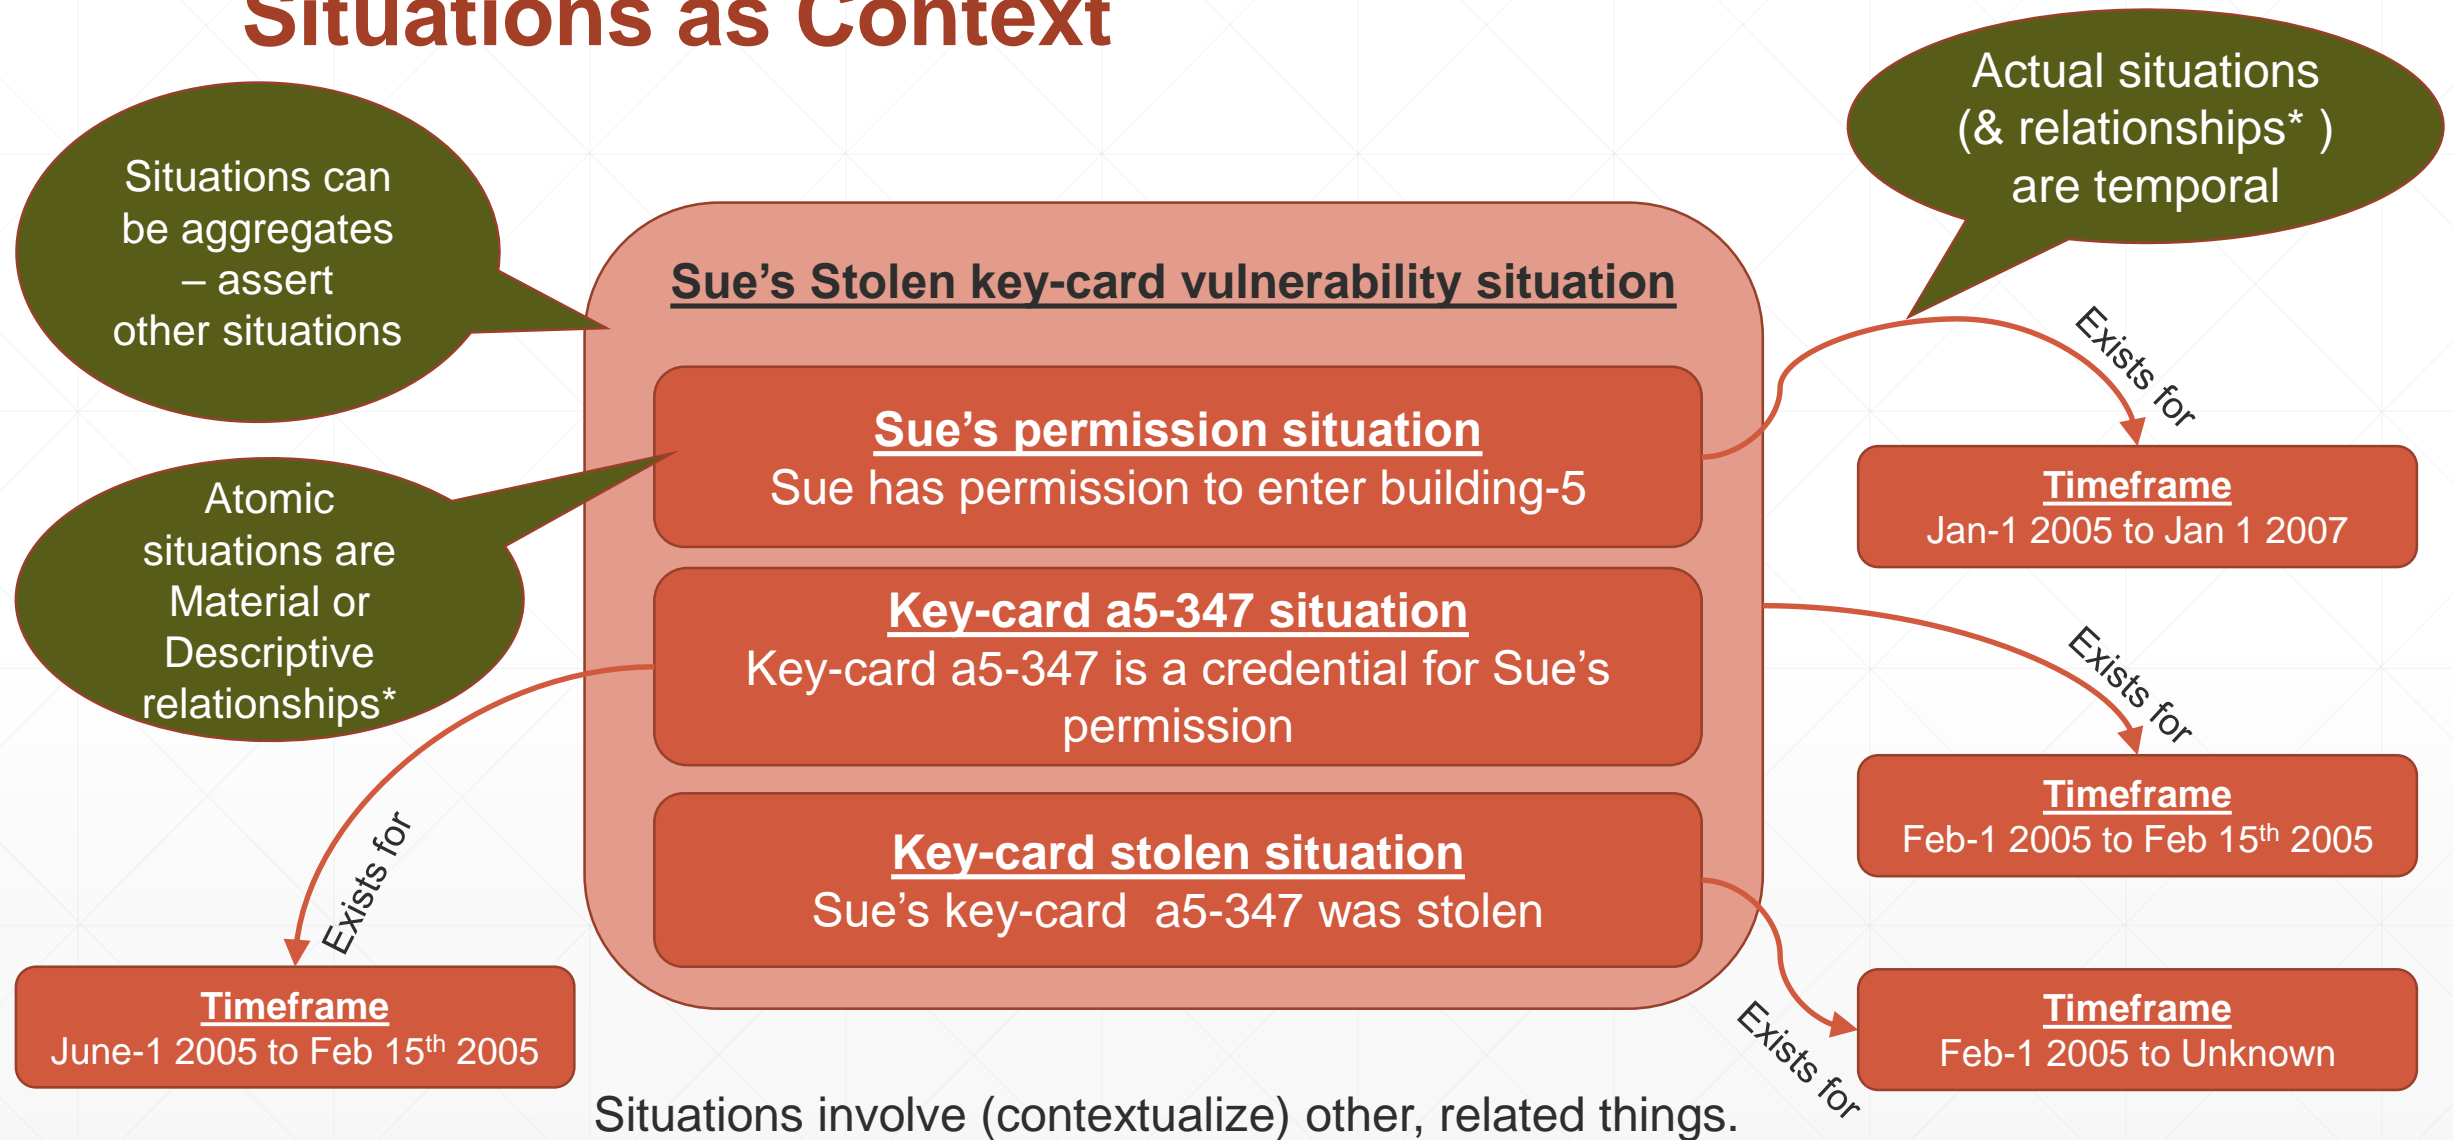 Situations as Context
Situations can
be aggregates
– assert
other situations
Actual situations
(& relationships* )
are temporal
Sue's Stolen key-card vulnerability situation
Sue's permission situation
Sue has permission to enter building-5
Exists for
Timeframe
Jan-1 2005 to Jan 1 2007
Atomic
situations are
Material or
Descriptive
relationships*
Key-card a5-347 situation
Key-card a5-347 is a credential for Sue's
permission
Exists for
Timeframe
Feb-1 2005 to Feb 15th 2005
Key-card stolen situation
Sue's key-card  a5-347 was stolen
Exists for
Timeframe
June-1 2005 to Feb 15th 2005
Exists for
Timeframe
Feb-1 2005 to Unknown
Situations involve (contextualize) other, related things.